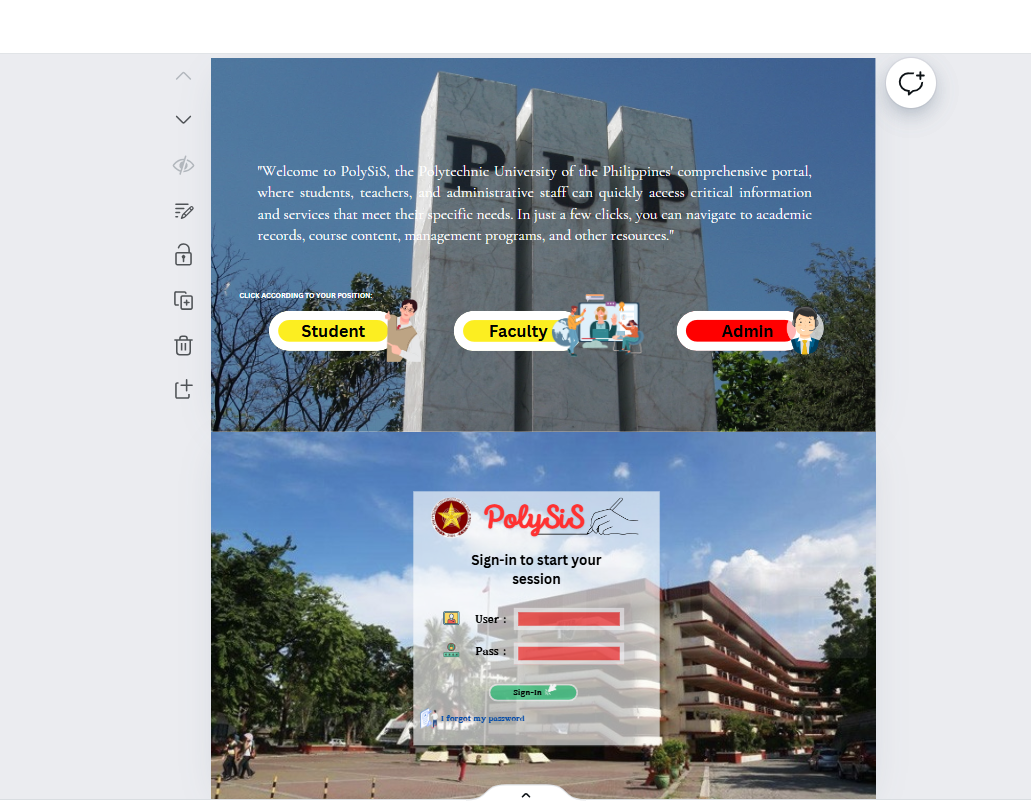 PUP
"Welcome to PolySiS, the Polytechnic University of the Philippines' comprehensive portal,
where students, teachers, and administrative staff can quickly access critical information
and services that meet their specific needs. In just a few clicks, you can navigate to academic
records, course content, management programs, and other resources."
CLICK ACCORDING TO YOUR POSITION:
Student
Faculty
Admin
PolySiS
Sign-in to start your
session
User :
Pass :
Sign-In
I forgot my password